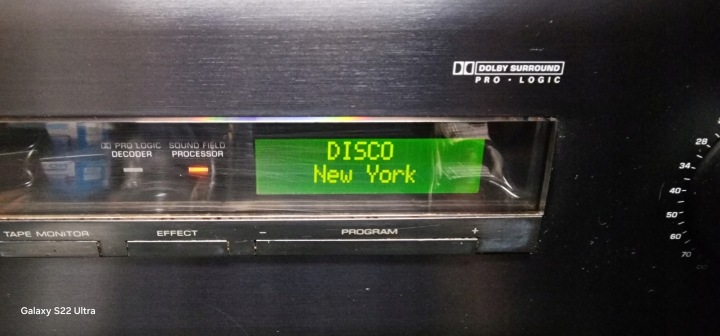 DOLBY SURROUND
PRO · LOGIC
PRO LOGIC
DECODER
SOUND FIELD
PROCESSOR
DISCO
New York
28
34
40
50
60
70
TAPE MONITOR
EFFECT
− PROGRAM +
Galaxy S22 Ultra